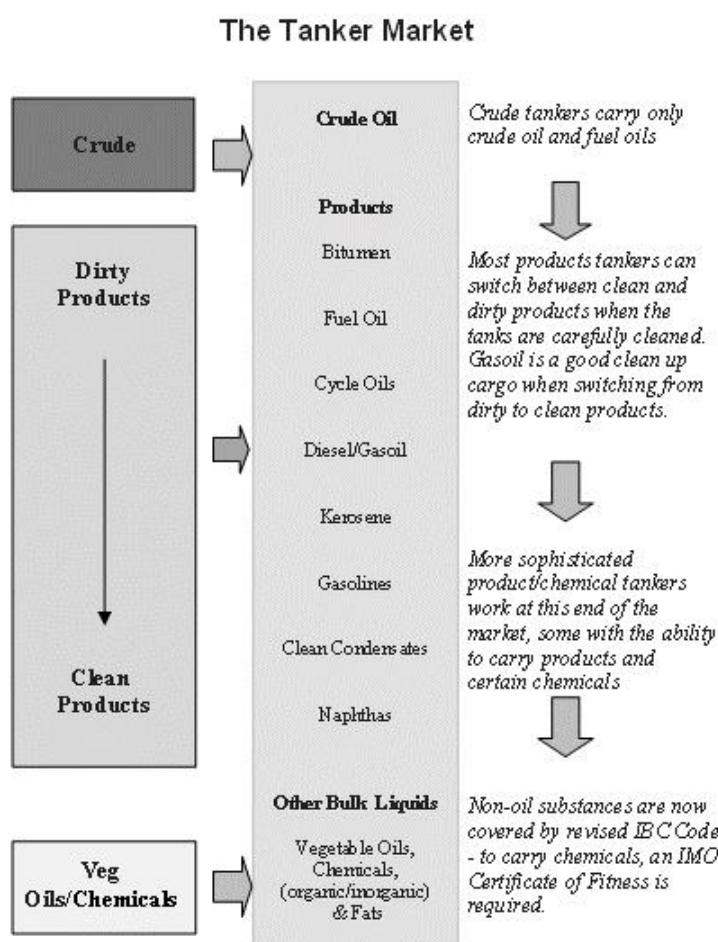 The Tanker Market
Crude
Dirty
Products
Clean
Products
Veg
Oils/Chemicals
Crude Oil
Products
Bitumen
Fuel Oil
Cycle Oils
Diesel/Gasoil
Kerosene
Gasolines
Clean Condensates
Naphthas
Other Bulk Liquids
Vegetable Oils,
Chemicals,
(organic/inorganic)
& Fats
Crude tankers carry only
crude oil and fuel oils
Most products tankers can
switch between clean and
dirty products when the
tanks are carefully cleaned.
Gasoil is a good clean up
cargo when switching from
dirty to clean products.
More sophisticated
product/chemical tankers
work at this end of the
market, some with the ability
to carry products and
certain chemicals
Non-oil substances are now
covered by revised IBC Code
- to carry chemicals, an IMO
Certificate of Fitness is
required.